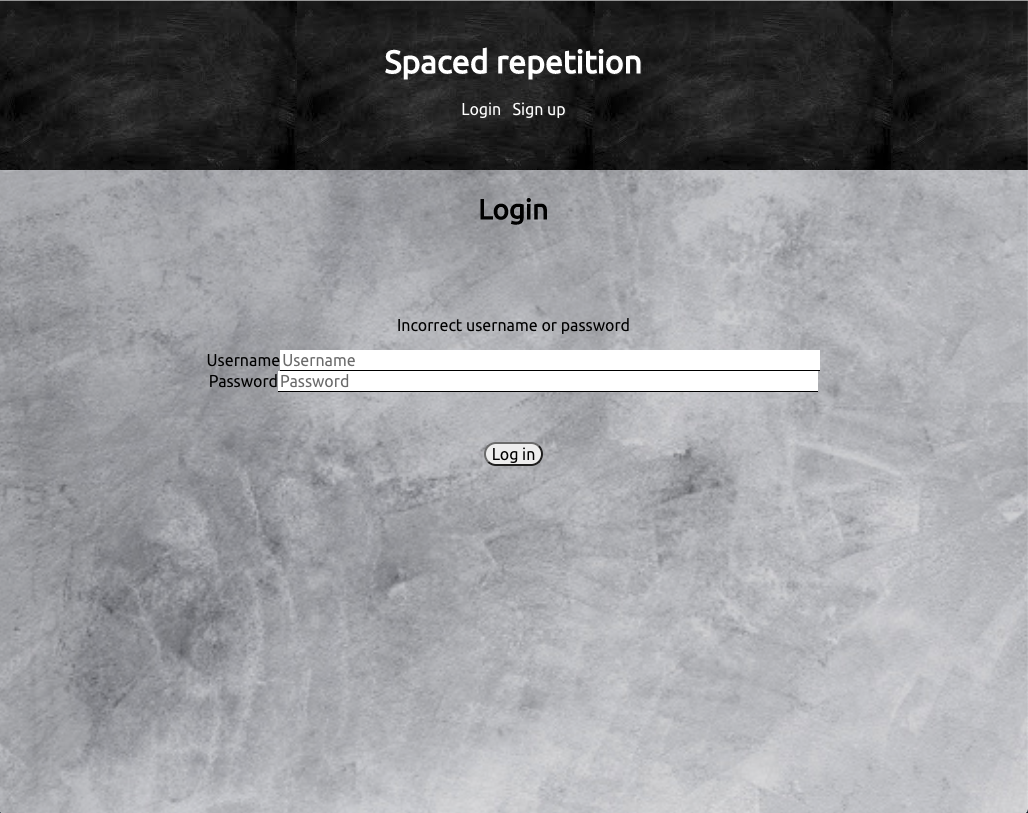 Spaced repetition
Login Sign up
Login
Incorrect username or password
Username Username
Password Password
Log in